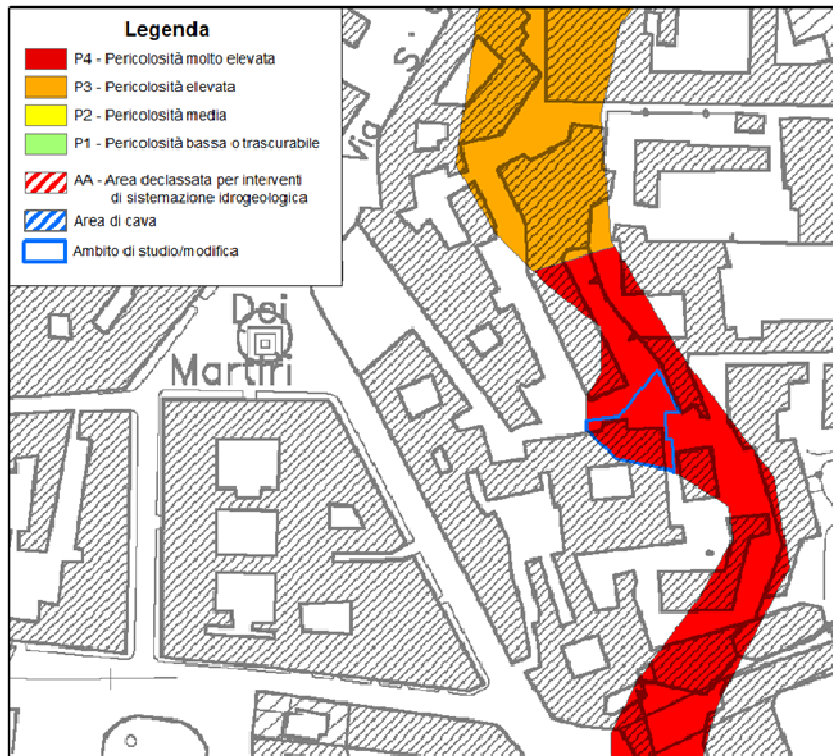 Legenda
P4 - Pericolosità molto elevata
P3 - Pericolosità elevata
P2 - Pericolosità media
P1 - Pericolosità bassa o trascurabile
AA - Area declassata per interventi
di sistemazione idrogeologica
Area di cava
Ambito di studio/modifica
Via S.
Dei
Martiri